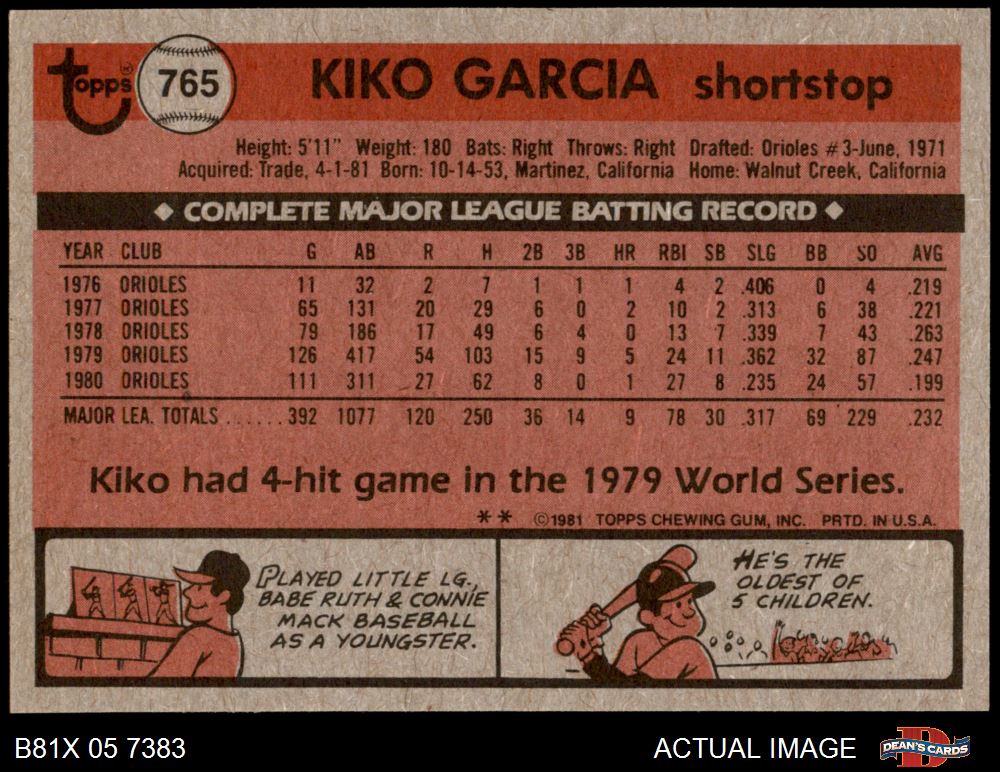 topps® 765 KIKO GARCIA shortstop
Height: 5'11" Weight: 180 Bats: Right Throws: Right Drafted: Orioles #3-June, 1971
Acquired: Trade, 4-1-81 Born: 10-14-53, Martinez, California Home: Walnut Creek, California
◆ COMPLETE MAJOR LEAGUE BATTING RECORD ◆
YEAR CLUB G AB R H 2B 3B HR RBI SB SLG BB SO AVG
1976 ORIOLES 11 32 2 7 1 1 1 4 2 .406 0 4 .219
1977 ORIOLES 65 131 20 29 6 0 2 10 2 .313 6 38 .221
1978 ORIOLES 79 186 17 49 6 4 0 13 7 .339 7 43 .263
1979 ORIOLES 126 417 54 103 15 9 5 24 11 .362 32 87 .247
1980 ORIOLES 111 311 27 62 8 0 1 27 8 .235 24 57 .199
MAJOR LEA. TOTALS ...... 392 1077 120 250 36 14 9 78 30 .317 69 229 .232
Kiko had 4-hit game in the 1979 World Series.
** ©1981 TOPPS CHEWING GUM, INC. PRTD. IN U.S.A.
PLAYED LITTLE LG.,
BABE RUTH & CONNIE
MACK BASEBALL
AS A YOUNGSTER.
HE'S THE
OLDEST OF
5 CHILDREN.
B81X 05 7383 ACTUAL IMAGE DEAN'S CARDS